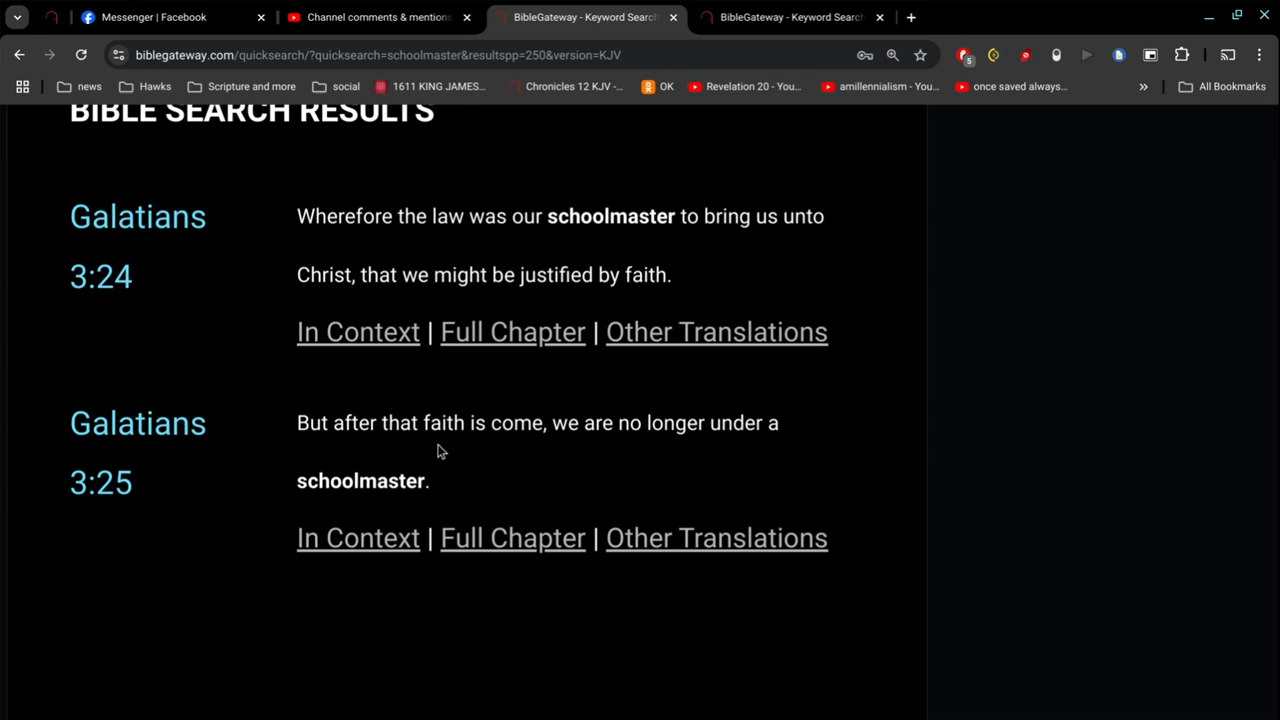 Messenger | Facebook
Channel comments & mentions
BibleGateway - Keyword Search
BibleGateway - Keyword Search
biblegateway.com/quicksearch/?quicksearch=schoolmaster&resultspp=250&version=KJV
5
news
Hawks
Scripture and more
social
1611 KING JAMES...
Chronicles 12 KJV -...
OK
Revelation 20 - You...
amillennialism - You...
once saved always...
»
All Bookmarks
BIBLE SEARCH RESULTS
Galatians
3:24
Wherefore the law was our schoolmaster to bring us unto
Christ, that we might be justified by faith.
In Context | Full Chapter | Other Translations
Galatians
3:25
But after that faith is come, we are no longer under a
schoolmaster.
In Context | Full Chapter | Other Translations